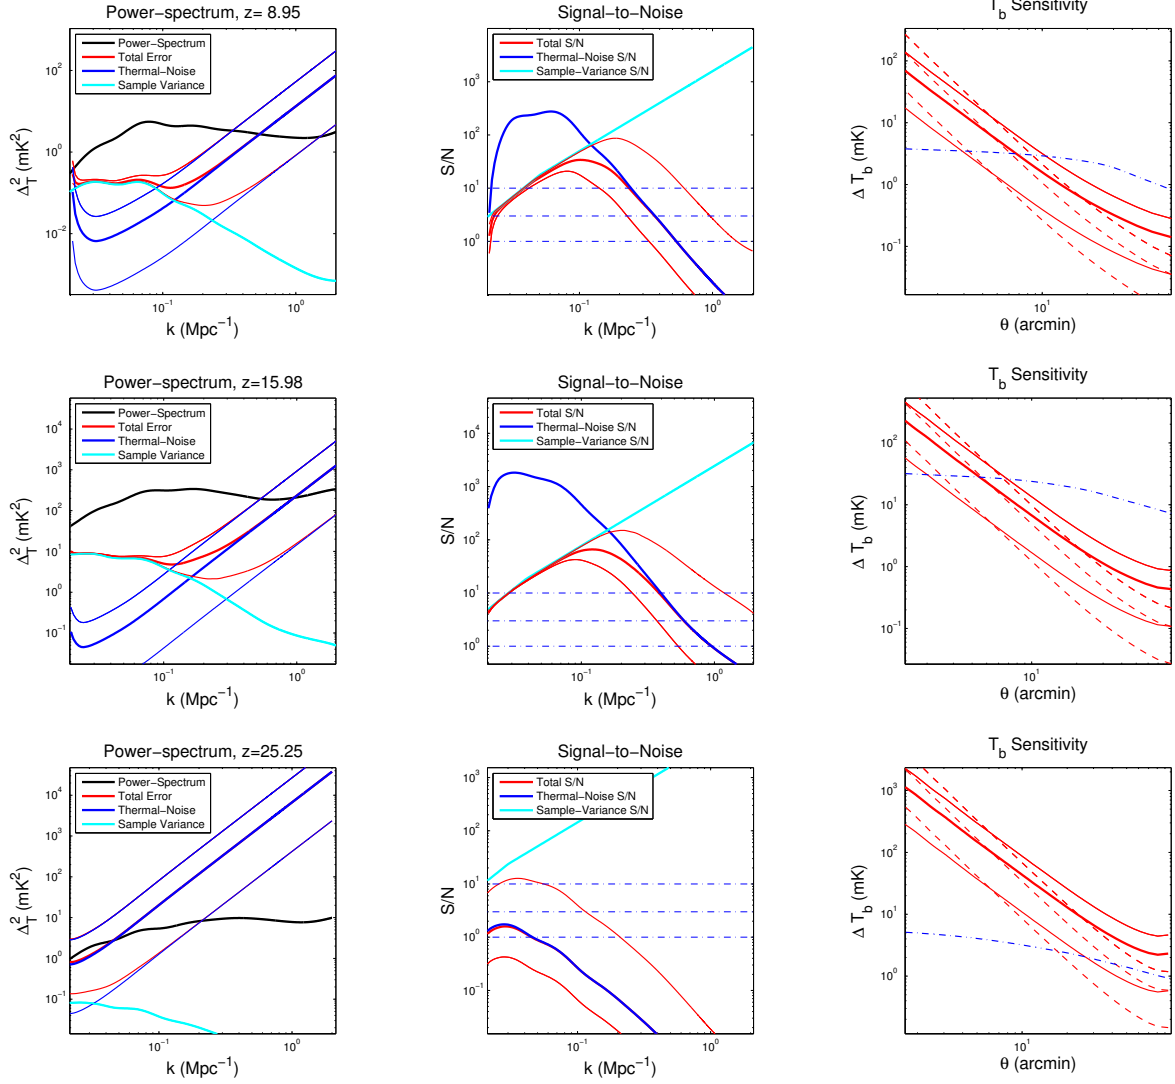 Power-spectrum, z= 8.95
Signal-to-Noise
T_b Sensitivity
Power-Spectrum
Total Error
Thermal-Noise
Sample Variance
Δ_T^2 (mK^2)
10^2
10^0
10^-2
10^-1
10^0
k (Mpc^-1)
Total S/N
Thermal-Noise S/N
Sample-Variance S/N
S/N
10^3
10^2
10^1
10^0
10^-1
10^0
k (Mpc^-1)
Δ T_b (mK)
10^2
10^1
10^0
10^-1
10^1
θ (arcmin)
Power-spectrum, z=15.98
Signal-to-Noise
T_b Sensitivity
Power-Spectrum
Total Error
Thermal-Noise
Sample Variance
Δ_T^2 (mK^2)
10^4
10^3
10^2
10^1
10^0
10^-1
10^-1
10^0
k (Mpc^-1)
Total S/N
Thermal-Noise S/N
Sample-Variance S/N
S/N
10^4
10^3
10^2
10^1
10^0
10^-1
10^0
k (Mpc^-1)
Δ T_b (mK)
10^2
10^1
10^0
10^-1
10^1
θ (arcmin)
Power-spectrum, z=25.25
Signal-to-Noise
T_b Sensitivity
Power-Spectrum
Total Error
Thermal-Noise
Sample Variance
Δ_T^2 (mK^2)
10^4
10^3
10^2
10^1
10^0
10^-1
10^-1
10^0
k (Mpc^-1)
Total S/N
Thermal-Noise S/N
Sample-Variance S/N
S/N
10^3
10^2
10^1
10^0
10^-1
10^-1
10^0
k (Mpc^-1)
Δ T_b (mK)
10^3
10^2
10^1
10^0
10^1
θ (arcmin)